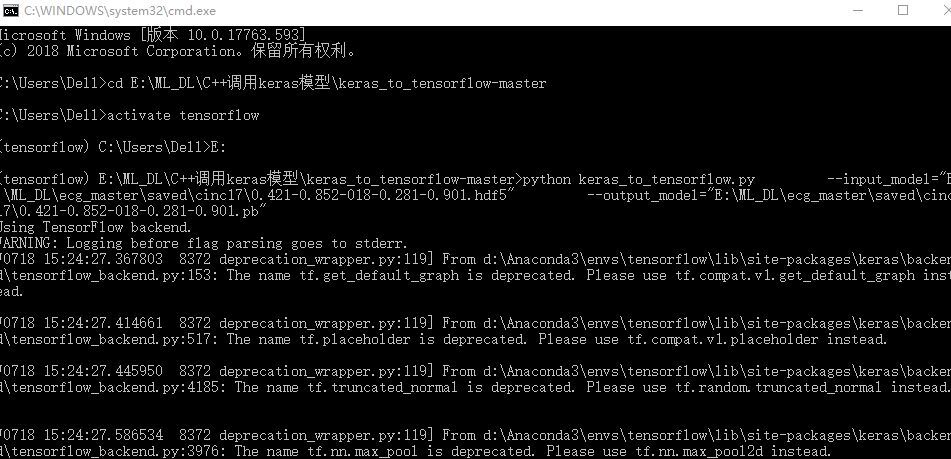 C:\WINDOWS\system32\cmd.exe
Microsoft Windows [版本 10.0.17763.593]
(c) 2018 Microsoft Corporation。保留所有权利。
C:\Users\Dell>cd E:\ML_DL\C++调用keras模型\keras_to_tensorflow-master
C:\Users\Dell>activate tensorflow
(tensorflow) C:\Users\Dell>E:
(tensorflow) E:\ML_DL\C++调用keras模型\keras_to_tensorflow-master>python keras_to_tensorflow.py --input_model="E
:\ML_DL\ecg_master\saved\cinc17\0.421-0.852-018-0.281-0.901.hdf5" --output_model="E:\ML_DL\ecg_master\saved\cinc
17\0.421-0.852-018-0.281-0.901.pb"
Using TensorFlow backend.
WARNING: Logging before flag parsing goes to stderr.
W0718 15:24:27.367803 8372 deprecation_wrapper.py:119] From d:\Anaconda3\envs\tensorflow\lib\site-packages\keras\backen
d\tensorflow_backend.py:153: The name tf.get_default_graph is deprecated. Please use tf.compat.v1.get_default_graph inst
ead.
W0718 15:24:27.414661 8372 deprecation_wrapper.py:119] From d:\Anaconda3\envs\tensorflow\lib\site-packages\keras\backen
d\tensorflow_backend.py:517: The name tf.placeholder is deprecated. Please use tf.compat.v1.placeholder instead.
W0718 15:24:27.445950 8372 deprecation_wrapper.py:119] From d:\Anaconda3\envs\tensorflow\lib\site-packages\keras\backen
d\tensorflow_backend.py:4185: The name tf.truncated_normal is deprecated. Please use tf.random.truncated_normal instead.
W0718 15:24:27.586534 8372 deprecation_wrapper.py:119] From d:\Anaconda3\envs\tensorflow\lib\site-packages\keras\backen
d\tensorflow_backend.py:3976: The name tf.nn.max_pool is deprecated. Please use tf.nn.max_pool2d instead.